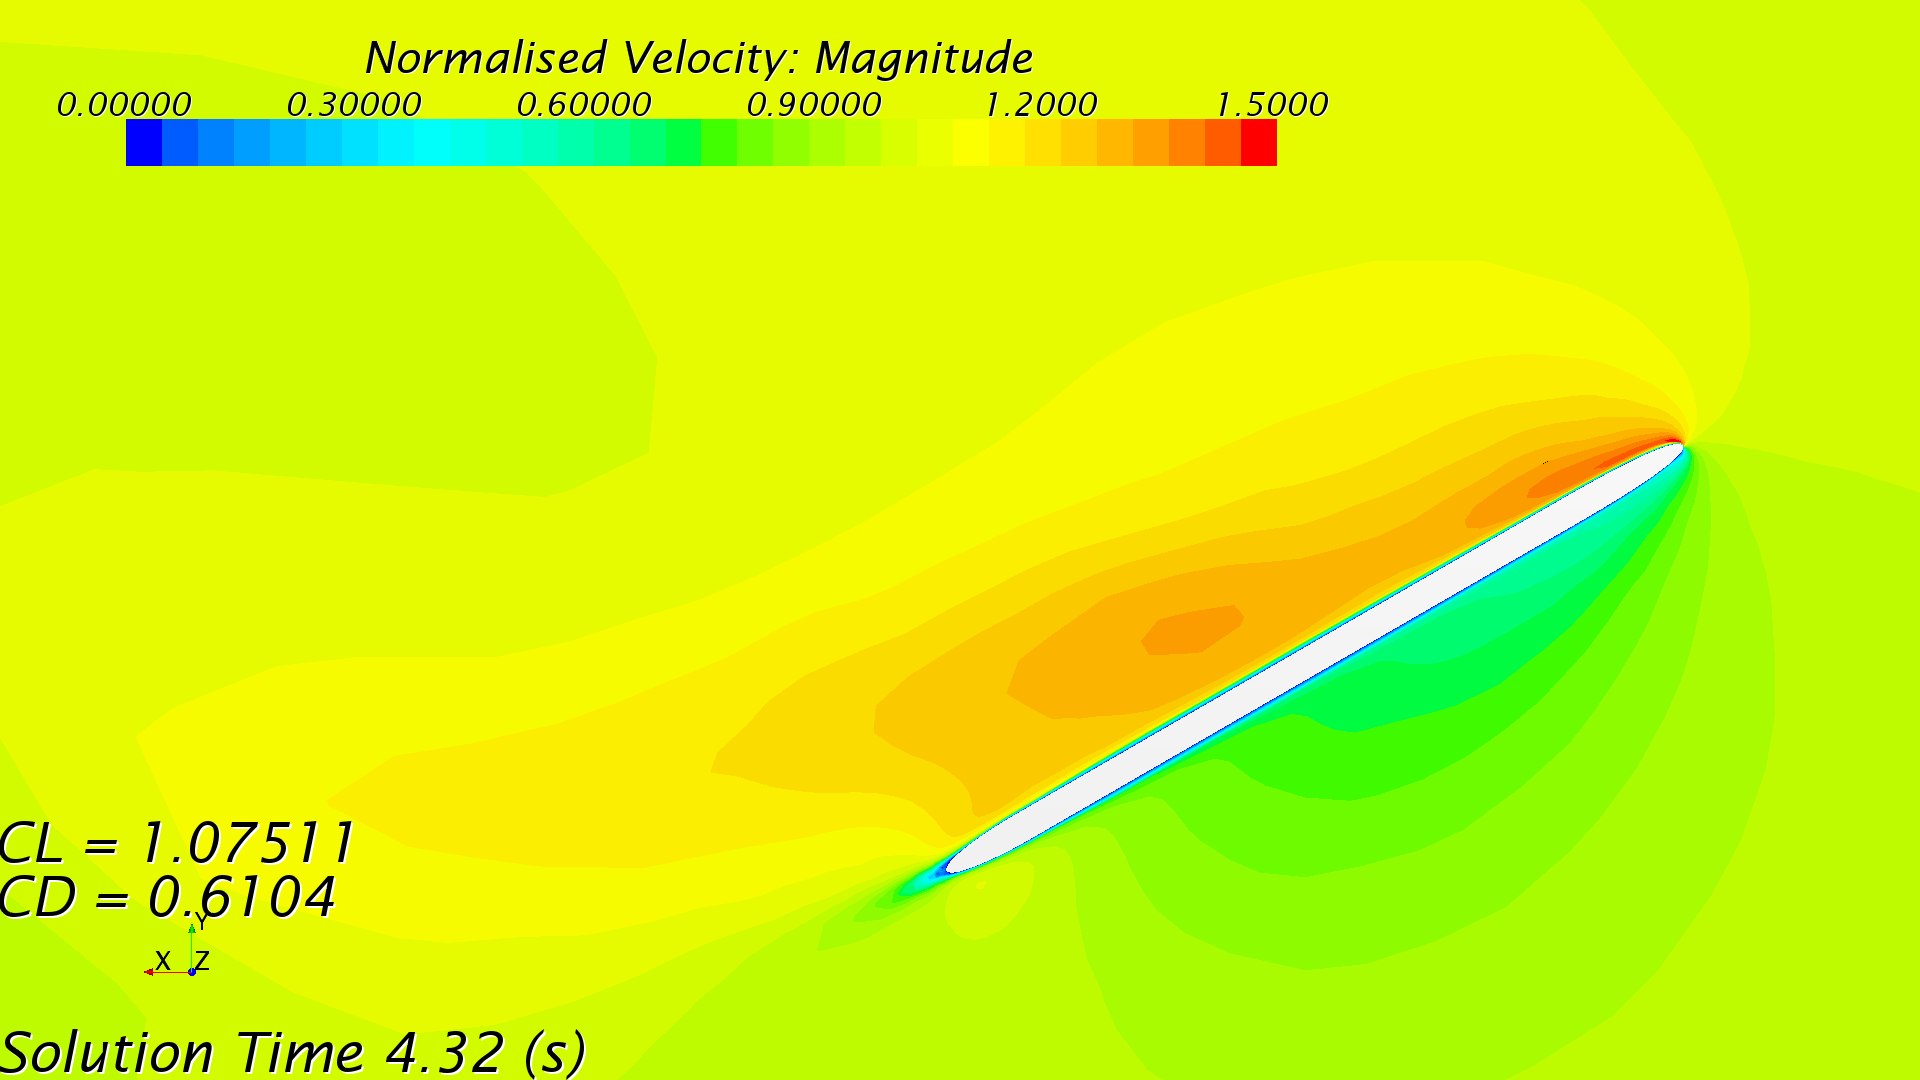 Normalised Velocity: Magnitude
0.00000 0.30000 0.60000 0.90000 1.2000 1.5000
CL = 1.07511
CD = 0.6104
Y
X Z
Solution Time 4.32 (s)